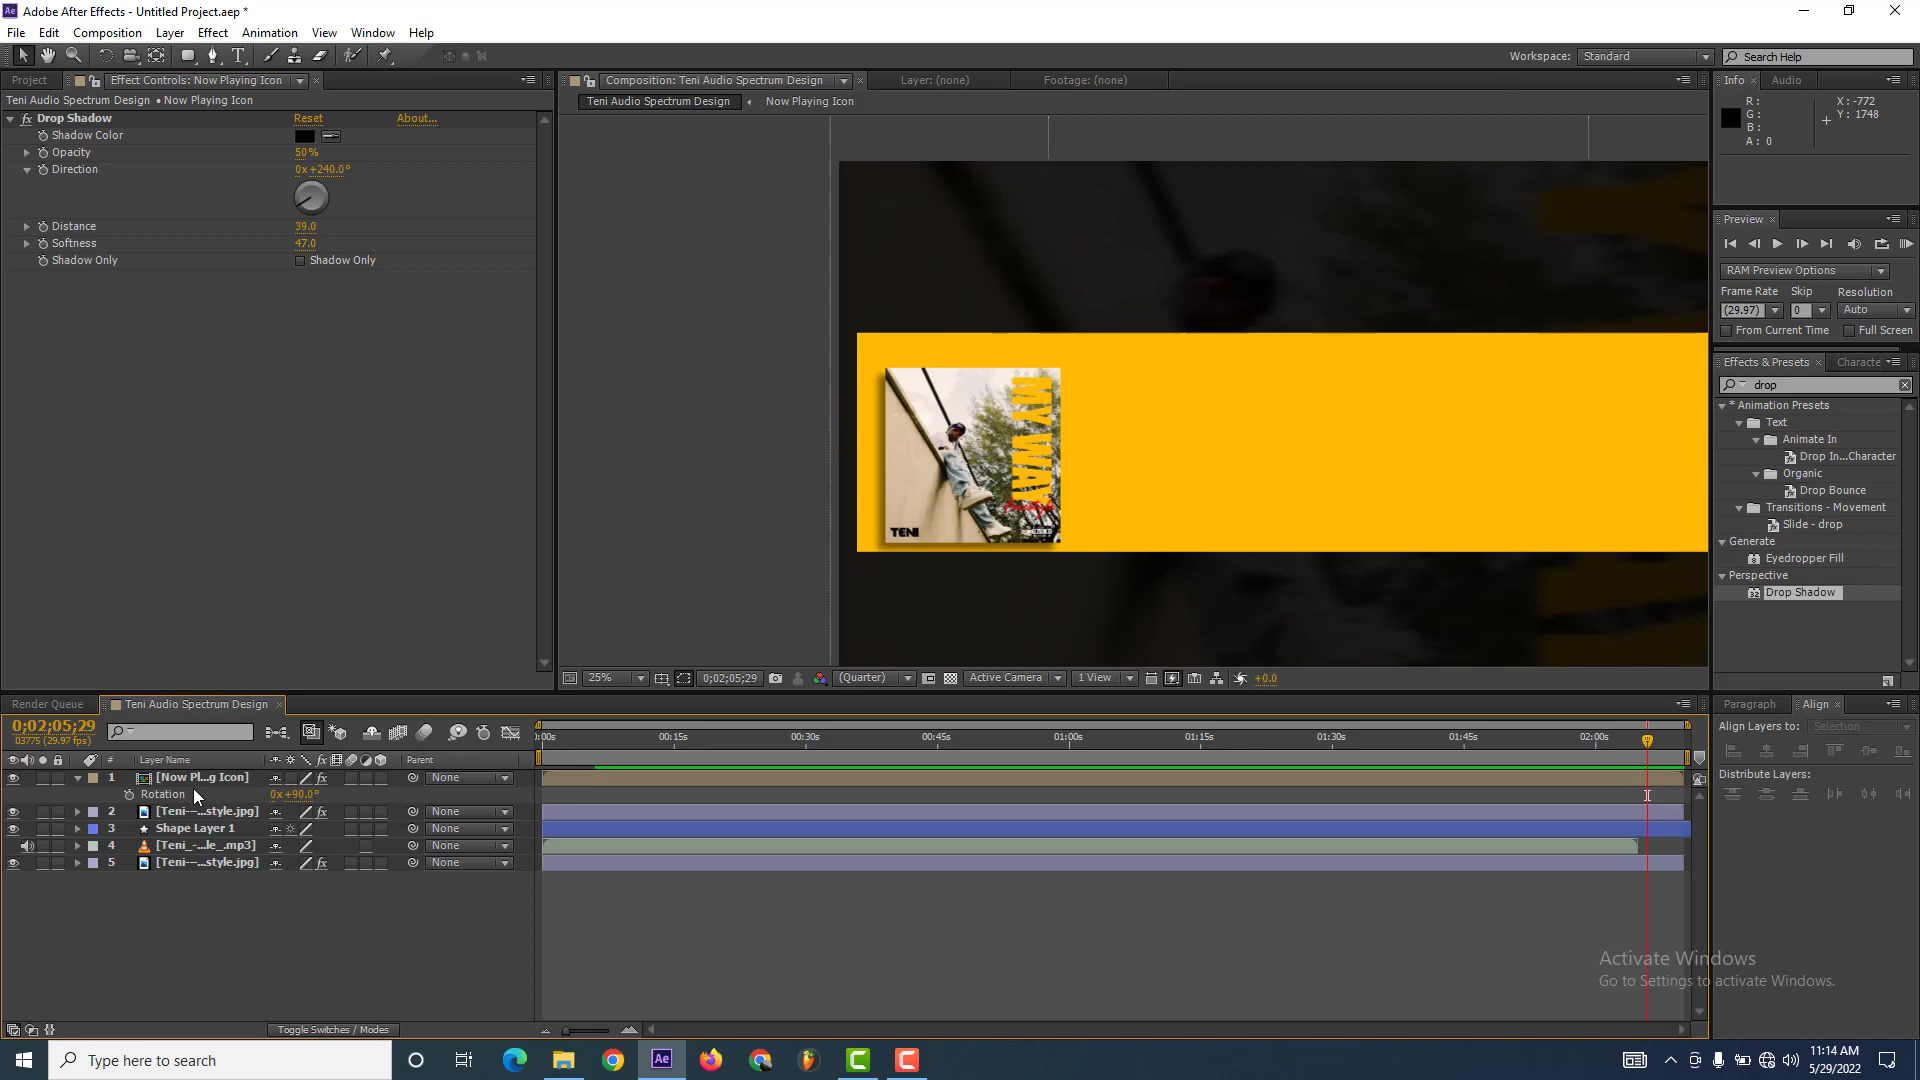 Adobe After Effects - Untitled Project.aep *
File Edit Composition Layer Effect Animation View Window Help
Workspace: Standard Search Help
Project Effect Controls: Now Playing Icon
Teni Audio Spectrum Design • Now Playing Icon
Drop Shadow Reset About...
Shadow Color
Opacity 50%
Direction 0x+240.0°
Distance 39.0
Softness 47.0
Shadow Only Shadow Only
Composition: Teni Audio Spectrum Design Layer: (none) Footage: (none)
Teni Audio Spectrum Design Now Playing Icon
MY WAY
TENI
25% 0;02;05;29 (Quarter) Active Camera 1 View +0.0
Info Audio
R: X: -772
G: Y: 1748
B:
A: 0
Preview
RAM Preview Options
Frame Rate Skip Resolution
(29.97) 0 Auto
From Current Time Full Screen
Effects & Presets Characte
drop
* Animation Presets
Text
Animate In
Drop In...Character
Organic
Drop Bounce
Transitions - Movement
Slide - drop
Generate
Eyedropper Fill
Perspective
Drop Shadow
Render Queue Teni Audio Spectrum Design
0;02;05;29
03775 (29.97 fps)
00s 00:15s 00:30s 00:45s 01:00s 01:15s 01:30s 01:45s 02:00s
# Layer Name Parent
1 [Now Pl...g Icon] None
Rotation 0x+90.0°
2 [Teni-–...style.jpg] None
3 Shape Layer 1 None
4 [Teni_-...le_.mp3] None
5 [Teni-–...style.jpg] None
Toggle Switches / Modes
Paragraph Align
Align Layers to: Selection
Distribute Layers:
Activate Windows
Go to Settings to activate Windows.
Type here to search
11:14 AM
5/29/2022